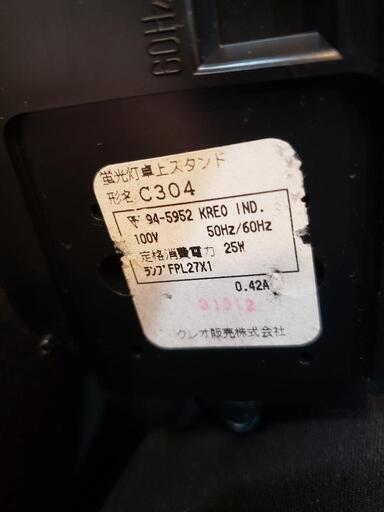 60Hz
蛍光灯卓上スタンド
形名 C304
〒 94-5952 KREO IND.
100V 50Hz/60Hz
定格消費電力 25W
ランプ FPL27X1
0.42A
31012
クレオ販売株式会社